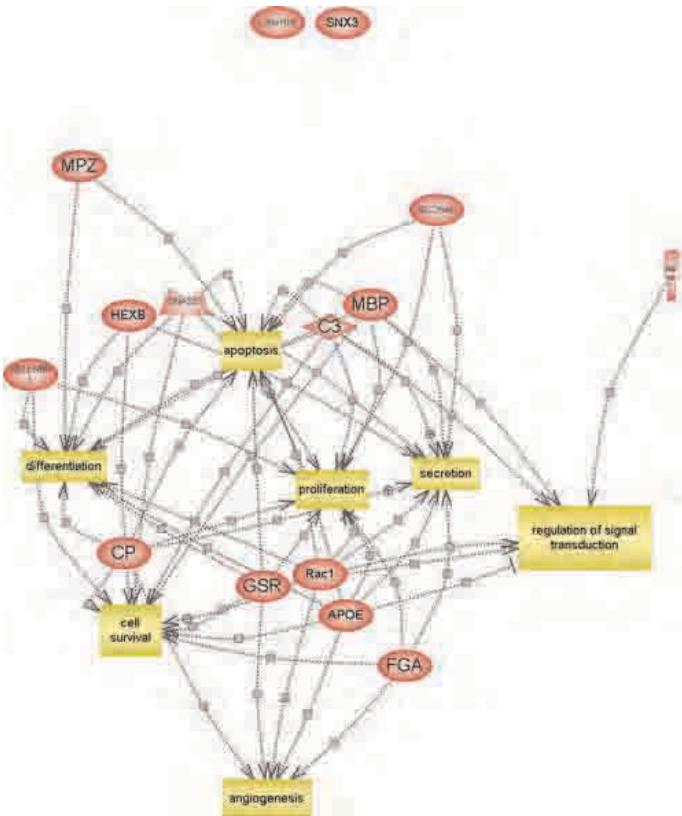 SNX3
MPZ
HEXB
MBP
C3
apoptosis
differentiation
secretion
proliferation
regulation of signal
transduction
CP
GSR
Rac1
APOE
cell
survival
FGA
angiogenesis